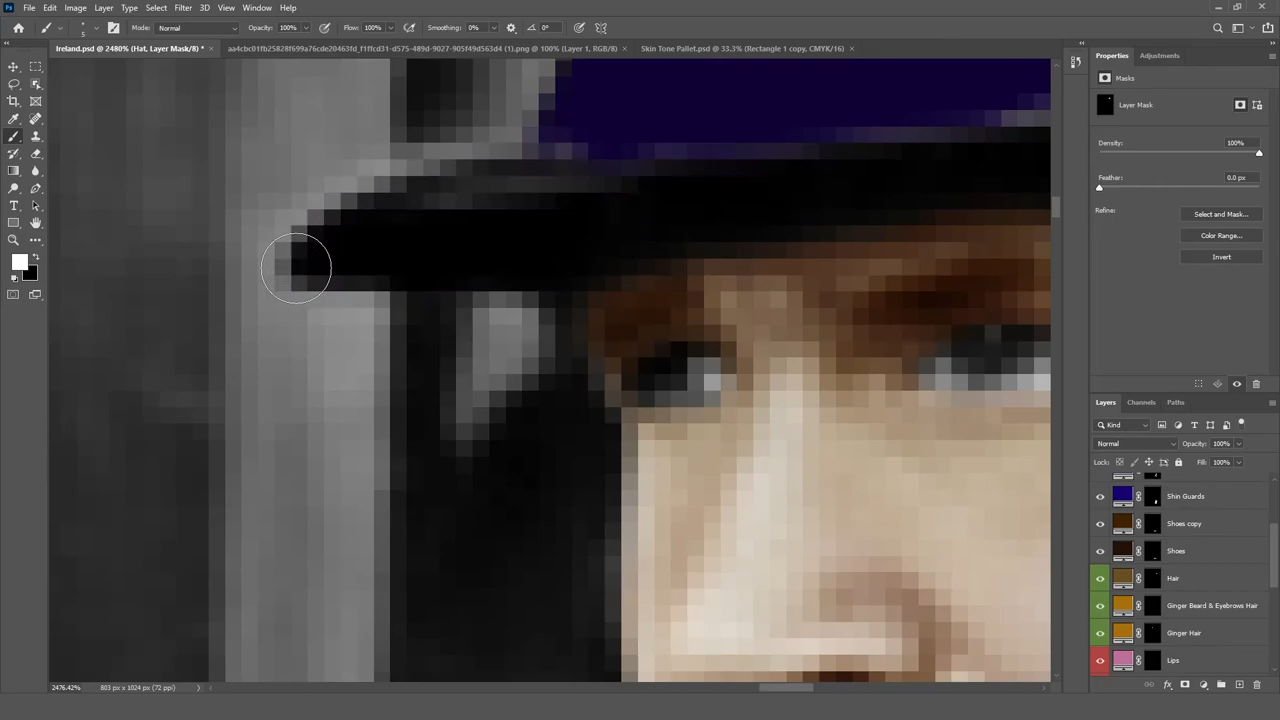 Ps File Edit Image Layer Type Select Filter 3D View Window Help
5 Mode: Normal Opacity: 100% Flow: 100% Smoothing: 0% 0°
Ireland.psd @ 2480% (Hat, Layer Mask/8) * × aa4cbc01fb25828f699a76cde20463fd_f1ffcd31-d575-489d-9027-905f49d563d4 (1).png @ 100% (Layer 1, RGB/8) × Skin Tone Pallet.psd @ 33.3% (Rectangle 1 copy, CMYK/16) ×
Properties Adjustments
Masks
Layer Mask
Density: 100%
Feather: 0.0 px
Refine: Select and Mask...
Color Range...
Invert
Layers Channels Paths
Kind
Normal Opacity: 100%
Lock: Fill: 100%
Shin Guards
Shoes copy
Shoes
Hair
Ginger Beard & Eyebrows Hair
Ginger Hair
Lips
fx
2476.42% 803 px x 1024 px (72 ppi)